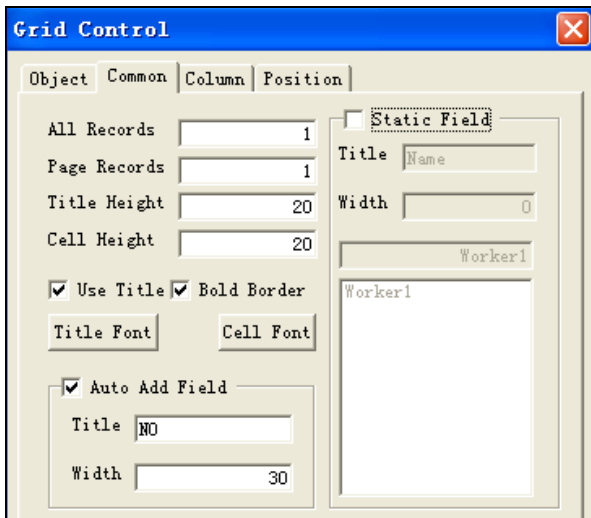 Grid Control
Object Common Column Position
All Records 1
Page Records 1
Title Height 20
Cell Height 20
Use Title Bold Border
Title Font Cell Font
Auto Add Field
Title NO
Width 30
Static Field
Title Name
Width 0
Worker1
Worker1